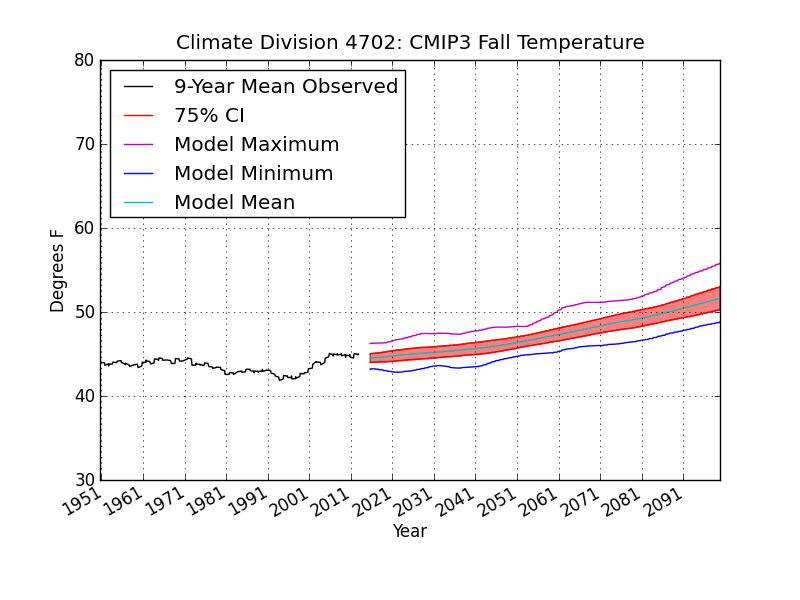 Climate Division 4702: CMIP3 Fall Temperature
80
70
60
50
40
30
Degrees F
9-Year Mean Observed
75% CI
Model Maximum
Model Minimum
Model Mean
1951 1961 1971 1981 1991 2001 2011 2021 2031 2041 2051 2061 2071 2081 2091
Year